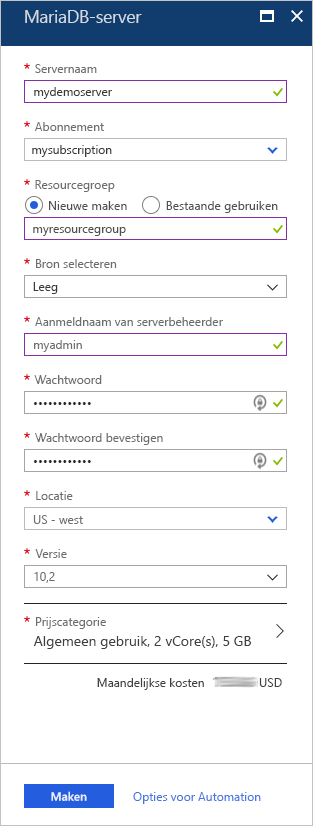 MariaDB-server
* Servernaam
mydemoserver
* Abonnement
mysubscription
* Resourcegroep
Nieuwe maken Bestaande gebruiken
myresourcegroup
* Bron selecteren
Leeg
* Aanmeldnaam van serverbeheerder
myadmin
* Wachtwoord
••••••••••••
* Wachtwoord bevestigen
••••••••••••
* Locatie
US - west
* Versie
10,2
* Prijscategorie
Algemeen gebruik, 2 vCore(s), 5 GB
Maandelijkse kosten USD
Maken Opties voor Automation